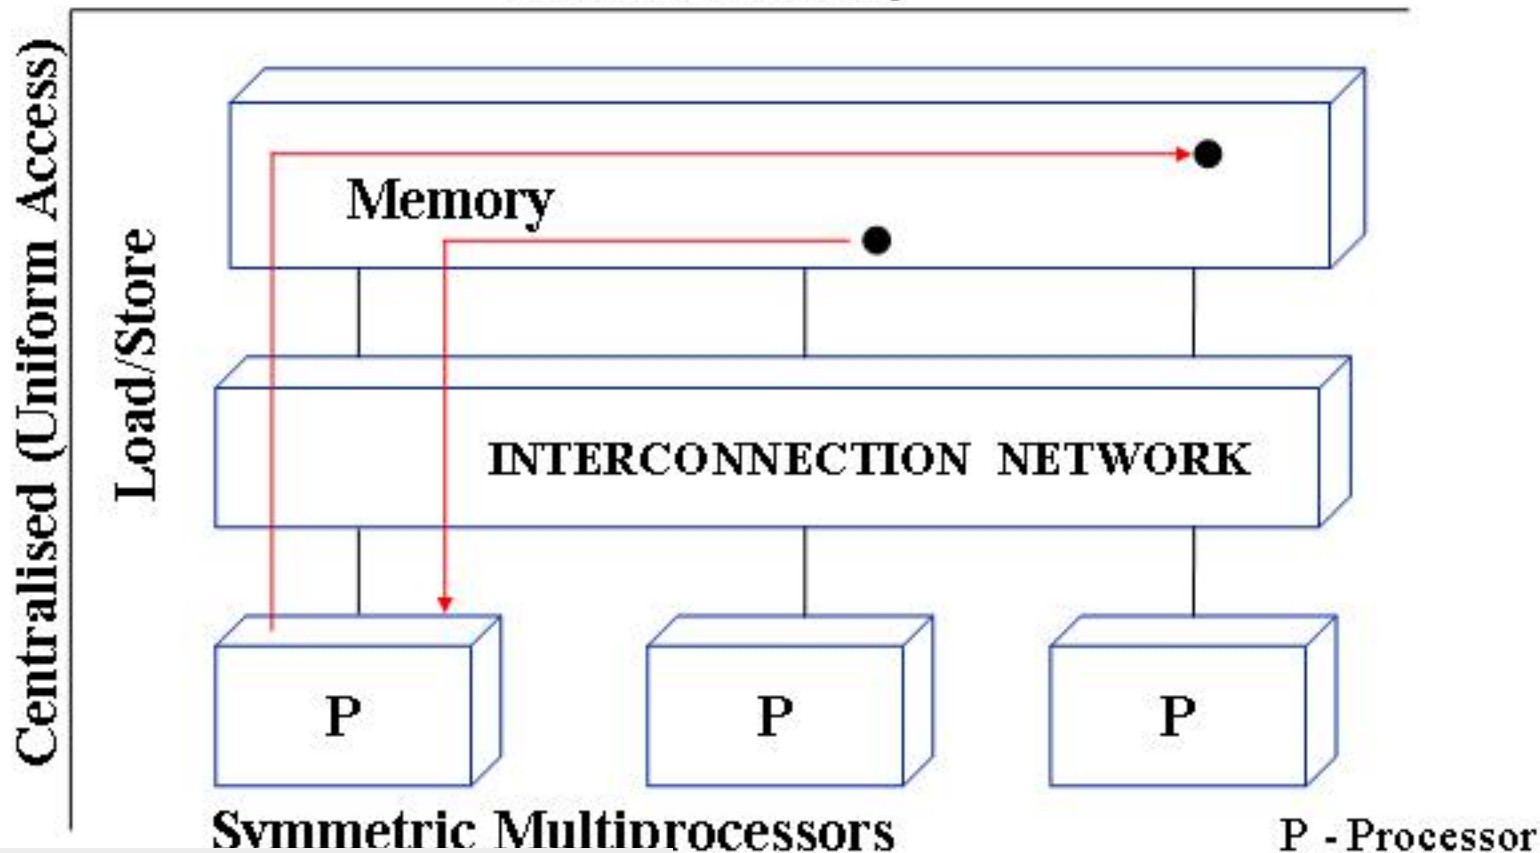 Centralised (Uniform Access)
Load/Store
Memory
INTERCONNECTION NETWORK
P
P
P
Symmetric Multiprocessors
P - Processor